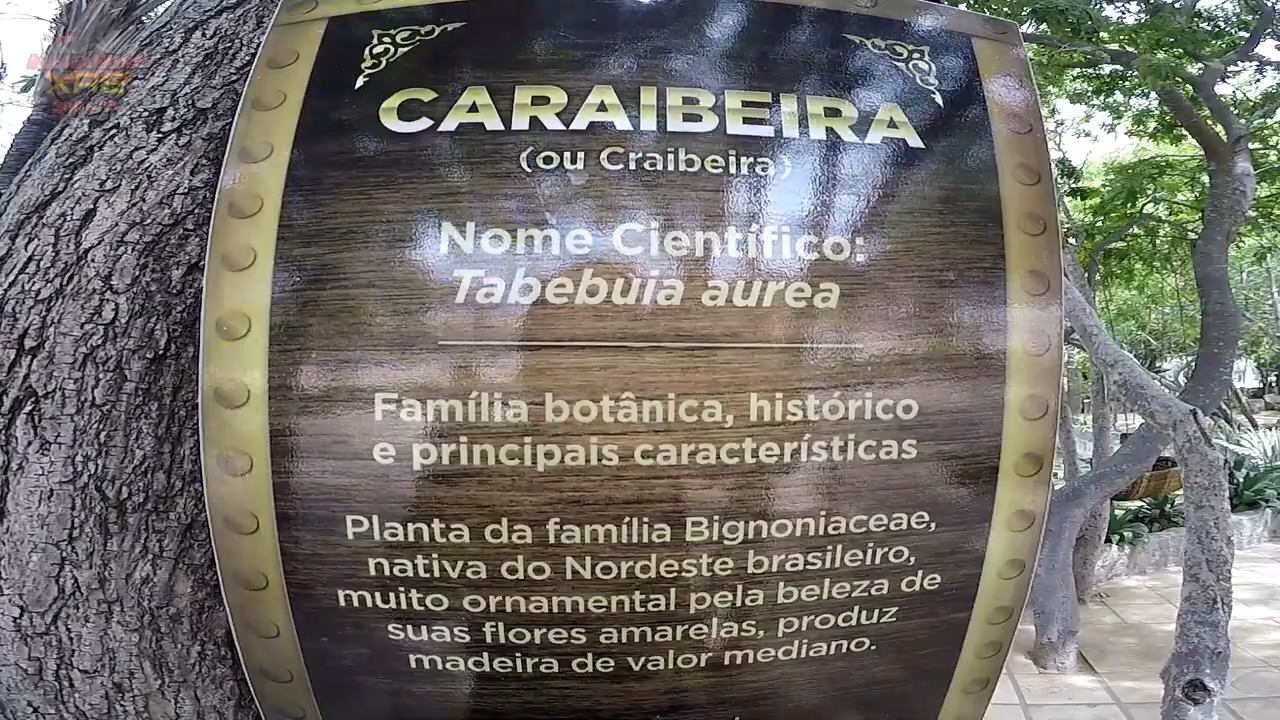 CARAIBEIRA
(ou Craibeira)
Nome Científico:
Tabebuia aurea
Família botânica, histórico
e principais características
Planta da família Bignoniaceae,
nativa do Nordeste brasileiro,
muito ornamental pela beleza de
suas flores amarelas, produz
madeira de valor mediano.